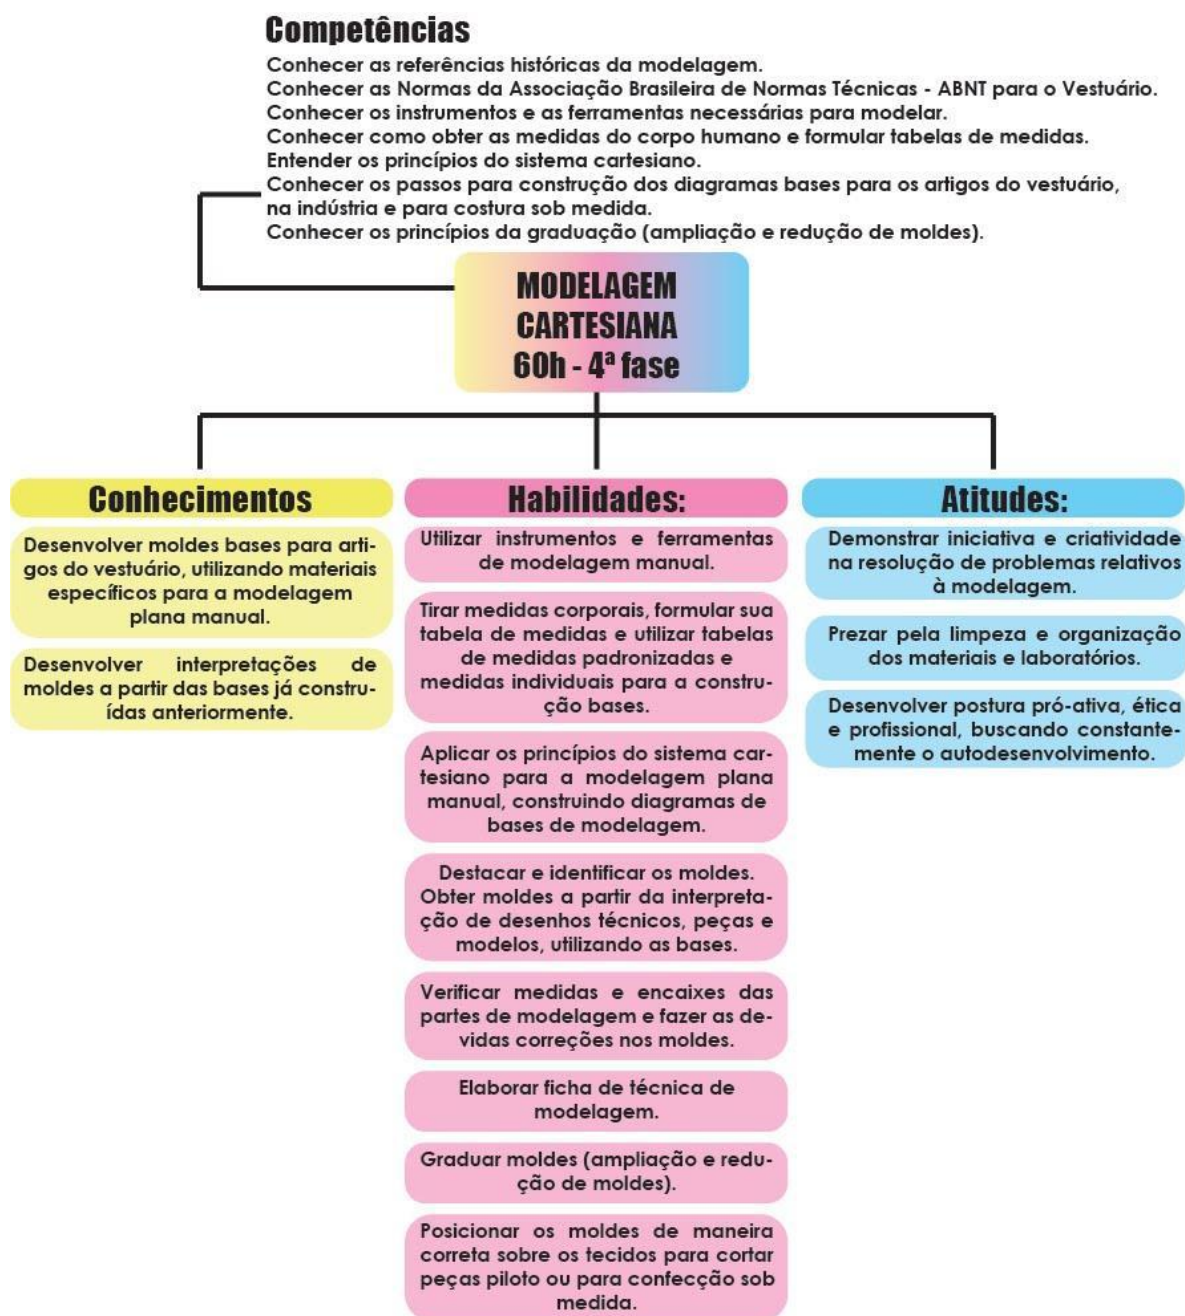 Competências
Conhecer as referências históricas da modelagem.
Conhecer as Normas da Associação Brasileira de Normas Técnicas - ABNT para o Vestuário.
Conhecer os instrumentos e as ferramentas necessárias para modelar.
Conhecer como obter as medidas do corpo humano e formular tabelas de medidas.
Entender os princípios do sistema cartesiano.
Conhecer os passos para construção dos diagramas bases para os artigos do vestuário,
na indústria e para costura sob medida.
Conhecer os princípios da graduação (ampliação e redução de moldes).
MODELAGEM
CARTESIANA
60h - 4ª fase
Conhecimentos
Desenvolver moldes bases para arti-
gos do vestuário, utilizando materiais
específicos para a modelagem
plana manual.
Desenvolver interpretações de
moldes a partir das bases já constru-
ídas anteriormente.
Habilidades:
Utilizar instrumentos e ferramentas
de modelagem manual.
Tirar medidas corporais, formular sua
tabela de medidas e utilizar tabelas
de medidas padronizadas e
medidas individuais para a constru-
ção bases.
Aplicar os princípios do sistema car-
tesiano para a modelagem plana
manual, construindo diagramas de
bases de modelagem.
Destacar e identificar os moldes.
Obter moldes a partir da interpreta-
ção de desenhos técnicos, peças e
modelos, utilizando as bases.
Verificar medidas e encaixes das
partes de modelagem e fazer as de-
vidas correções nos moldes.
Elaborar ficha de técnica de
modelagem.
Graduar moldes (ampliação e redu-
ção de moldes).
Posicionar os moldes de maneira
correta sobre os tecidos para cortar
peças piloto ou para confecção sob
medida.
Atitudes:
Demonstrar iniciativa e criatividade
na resolução de problemas relativos
à modelagem.
Prezar pela limpeza e organização
dos materiais e laboratórios.
Desenvolver postura pró-ativa, ética
e profissional, buscando constante-
mente o autodesenvolvimento.